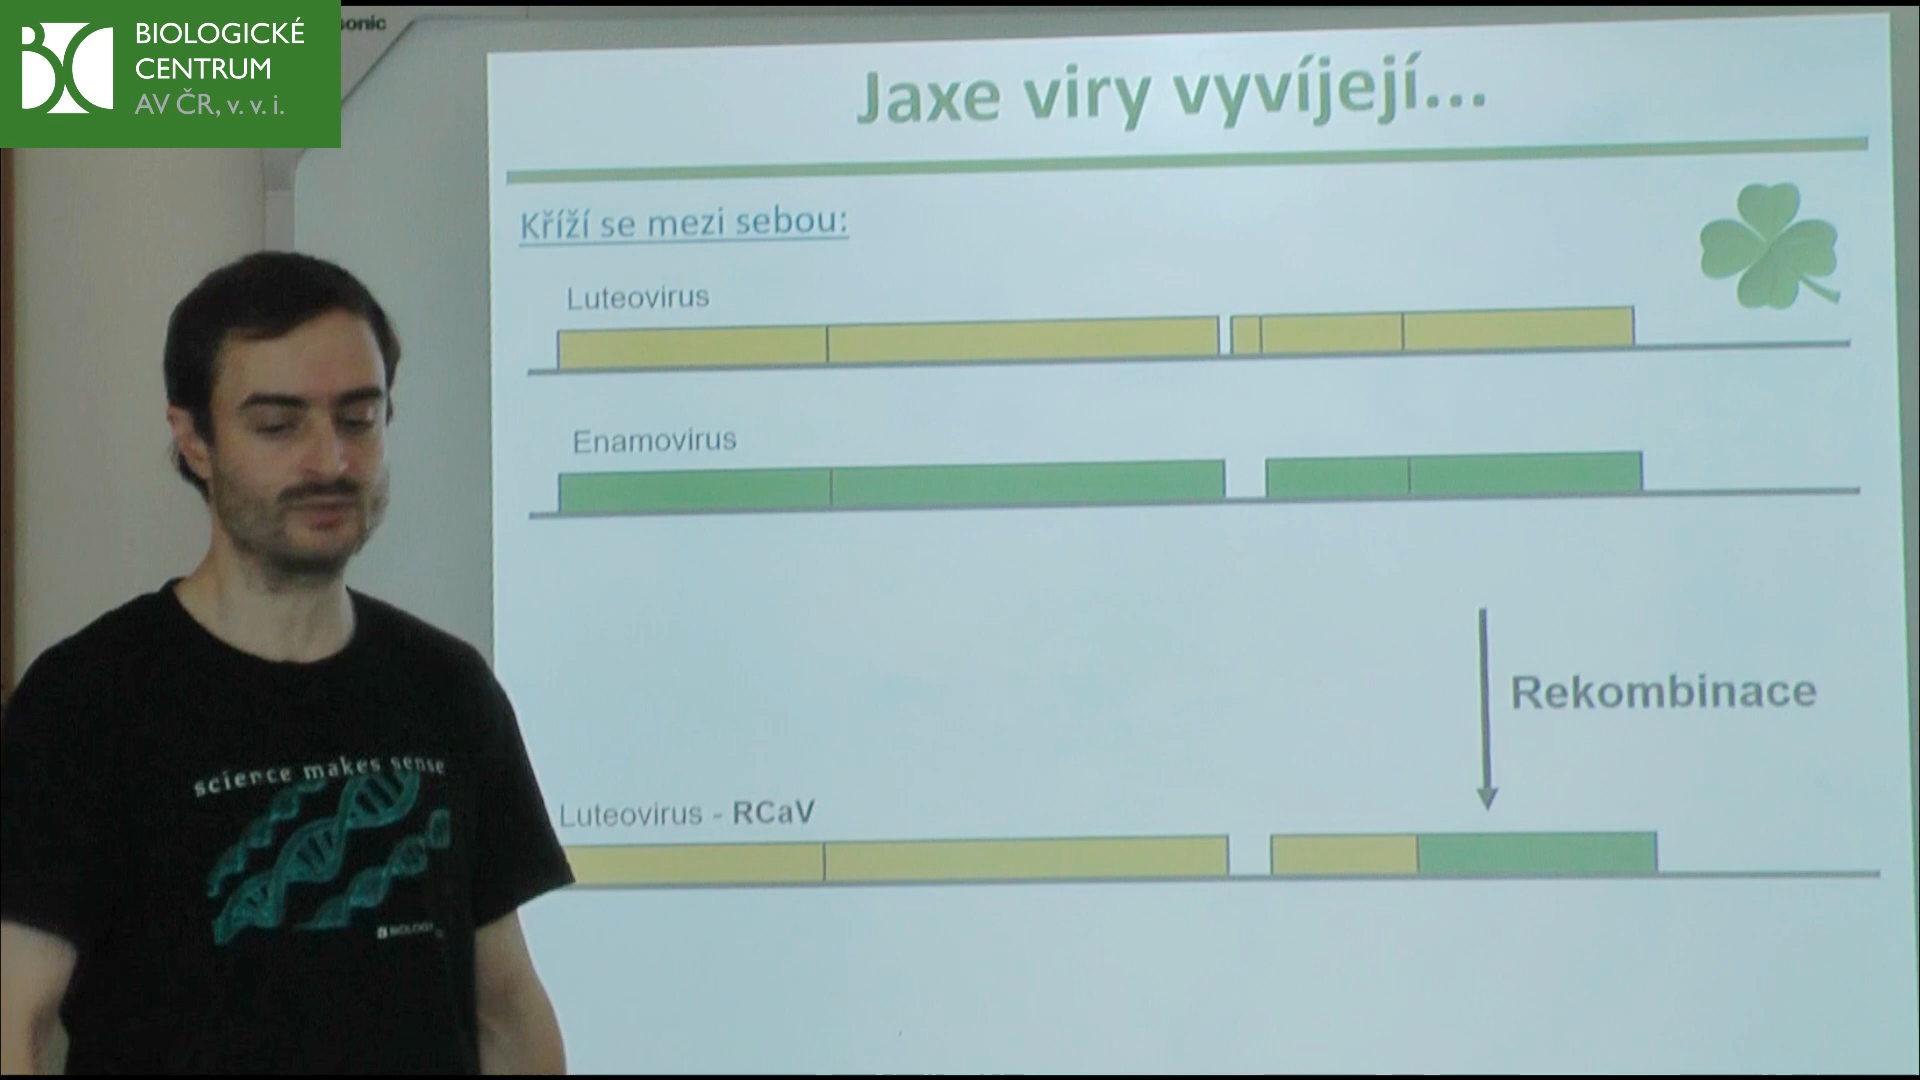 BIOLOGICKÉ
CENTRUM
AV ČR, v. v. i.
sonic
Jaxe viry vyvíjejí...
Kříží se mezi sebou:
Luteovirus
Enamovirus
Rekombinace
Luteovirus - RCaV
science makes sense